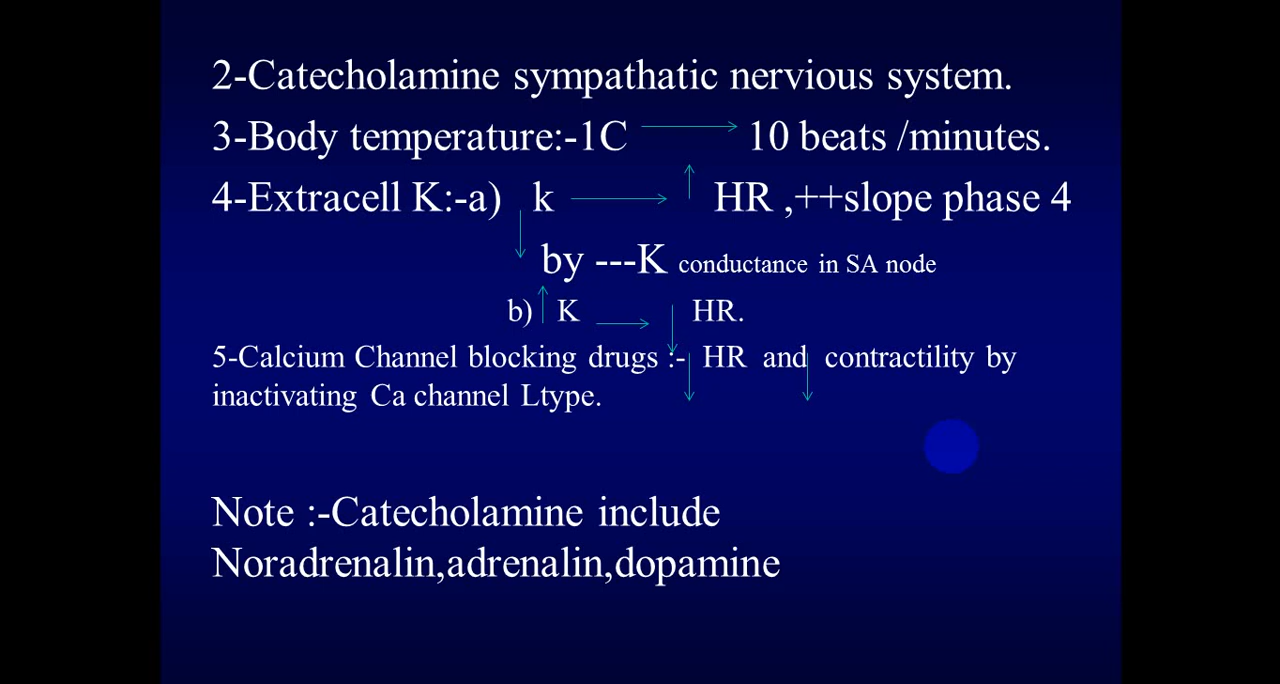 2-Catecholamine sympathatic nervious system.
3-Body temperature:-1C → 10 beats /minutes.
4-Extracell K:-a) ↓ k → ↑ HR ,++slope phase 4
by ---K conductance in SA node
b) ↑ K → ↓ HR.
5-Calcium Channel blocking drugs :- ↓ HR and ↓ contractility by
inactivating Ca channel Ltype.
Note :-Catecholamine include
Noradrenalin,adrenalin,dopamine